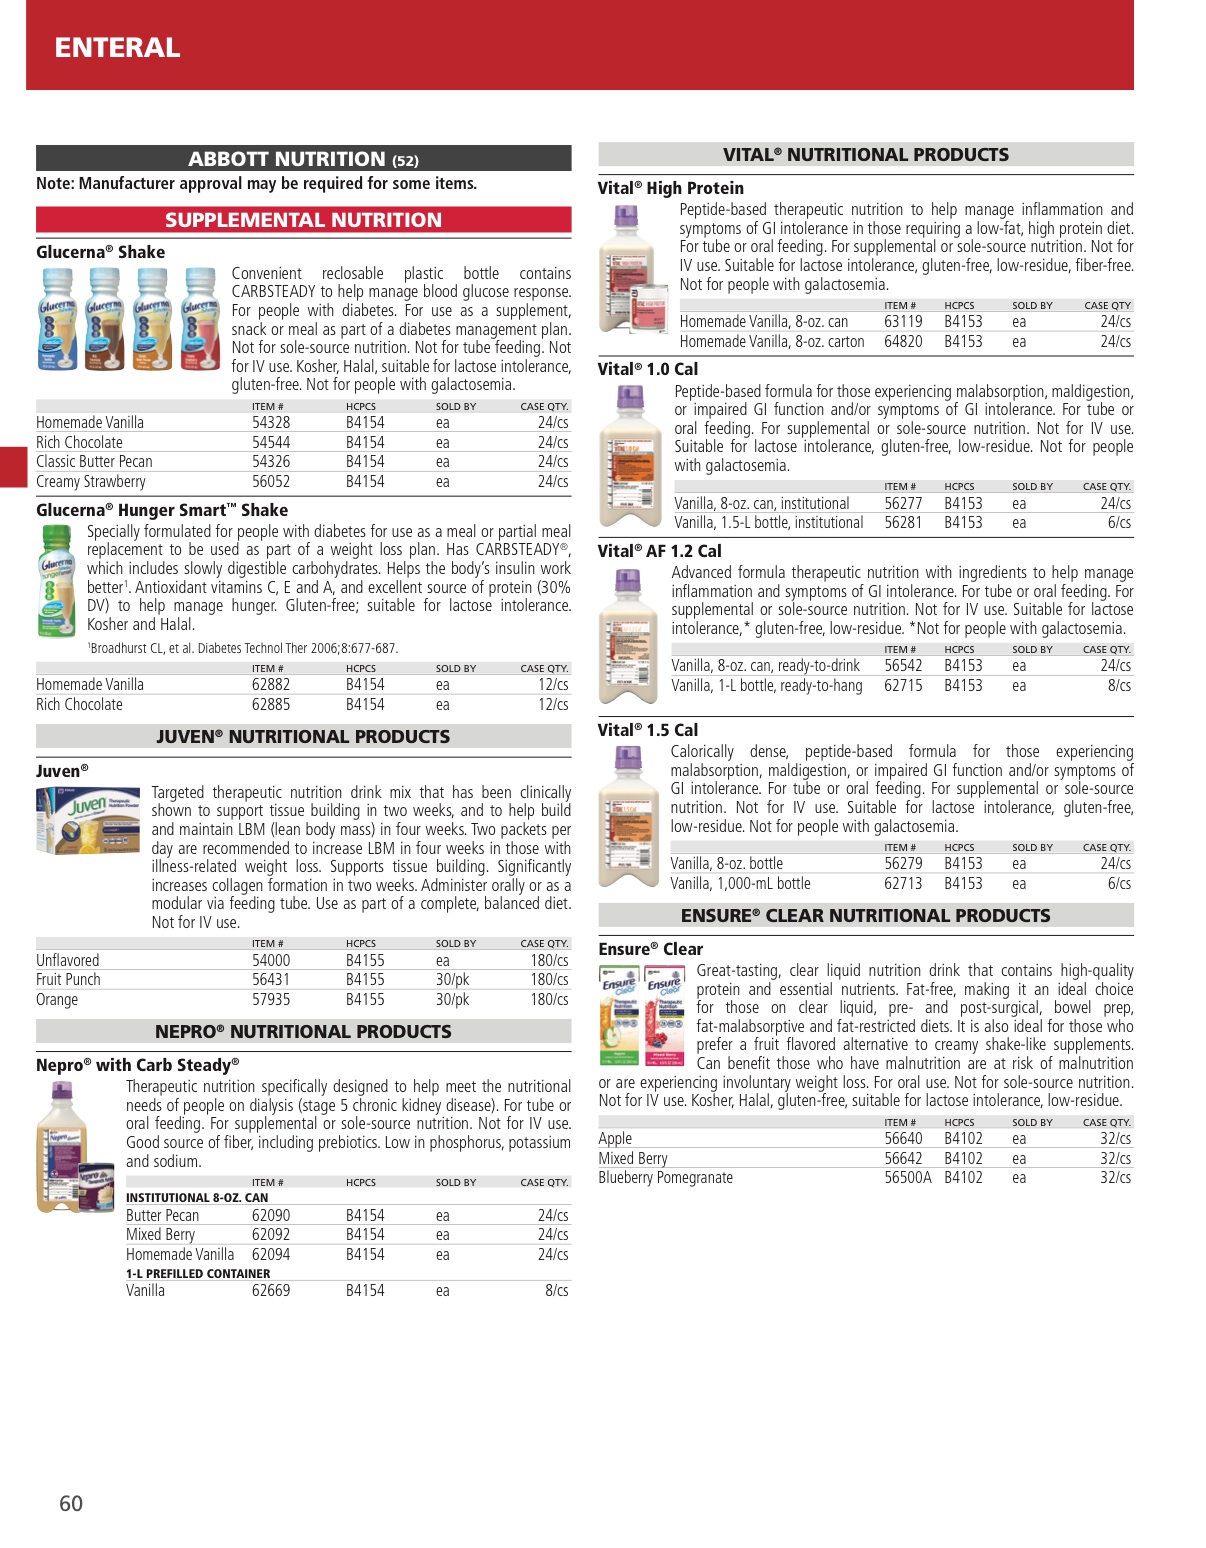 ENTERAL
ABBOTT NUTRITION (52)
Note: Manufacturer approval may be required for some items.
SUPPLEMENTAL NUTRITION
Glucerna® Shake
Convenient reclosable plastic bottle contains
CARBSTEADY to help manage blood glucose response.
For people with diabetes. For use as a supplement,
snack or meal as part of a diabetes management plan.
Not for sole-source nutrition. Not for tube feeding. Not
for IV use. Kosher, Halal, suitable for lactose intolerance,
gluten-free. Not for people with galactosemia.
ITEM # HCPCS SOLD BY CASE QTY.
Homemade Vanilla 54328 B4154 ea 24/cs
Rich Chocolate 54544 B4154 ea 24/cs
Classic Butter Pecan 54326 B4154 ea 24/cs
Creamy Strawberry 56052 B4154 ea 24/cs
Glucerna® Hunger Smart™ Shake
Specially formulated for people with diabetes for use as a meal or partial meal
replacement to be used as part of a weight loss plan. Has CARBSTEADY®,
which includes slowly digestible carbohydrates. Helps the body's insulin work
better¹. Antioxidant vitamins C, E and A, and excellent source of protein (30%
DV) to help manage hunger. Gluten-free; suitable for lactose intolerance.
Kosher and Halal.
¹Broadhurst CL, et al. Diabetes Technol Ther 2006;8:677-687.
ITEM # HCPCS SOLD BY CASE QTY.
Homemade Vanilla 62882 B4154 ea 12/cs
Rich Chocolate 62885 B4154 ea 12/cs
JUVEN® NUTRITIONAL PRODUCTS
Juven®
Targeted therapeutic nutrition drink mix that has been clinically
shown to support tissue building in two weeks, and to help build
and maintain LBM (lean body mass) in four weeks. Two packets per
day are recommended to increase LBM in four weeks in those with
illness-related weight loss. Supports tissue building. Significantly
increases collagen formation in two weeks. Administer orally or as a
modular via feeding tube. Use as part of a complete, balanced diet.
Not for IV use.
ITEM # HCPCS SOLD BY CASE QTY.
Unflavored 54000 B4155 ea 180/cs
Fruit Punch 56431 B4155 30/pk 180/cs
Orange 57935 B4155 30/pk 180/cs
NEPRO® NUTRITIONAL PRODUCTS
Nepro® with Carb Steady®
Therapeutic nutrition specifically designed to help meet the nutritional
needs of people on dialysis (stage 5 chronic kidney disease). For tube or
oral feeding. For supplemental or sole-source nutrition. Not for IV use.
Good source of fiber, including prebiotics. Low in phosphorus, potassium
and sodium.
ITEM # HCPCS SOLD BY CASE QTY.
INSTITUTIONAL 8-OZ. CAN
Butter Pecan 62090 B4154 ea 24/cs
Mixed Berry 62092 B4154 ea 24/cs
Homemade Vanilla 62094 B4154 ea 24/cs
1-L PREFILLED CONTAINER
Vanilla 62669 B4154 ea 8/cs
VITAL® NUTRITIONAL PRODUCTS
Vital® High Protein
Peptide-based therapeutic nutrition to help manage inflammation and
symptoms of GI intolerance in those requiring a low-fat, high protein diet.
For tube or oral feeding. For supplemental or sole-source nutrition. Not for
IV use. Suitable for lactose intolerance, gluten-free, low-residue, fiber-free.
Not for people with galactosemia.
ITEM # HCPCS SOLD BY CASE QTY.
Homemade Vanilla, 8-oz. can 63119 B4153 ea 24/cs
Homemade Vanilla, 8-oz. carton 64820 B4153 ea 24/cs
Vital® 1.0 Cal
Peptide-based formula for those experiencing malabsorption, maldigestion,
or impaired GI function and/or symptoms of GI intolerance. For tube or
oral feeding. For supplemental or sole-source nutrition. Not for IV use.
Suitable for lactose intolerance, gluten-free, low-residue. Not for people
with galactosemia.
ITEM # HCPCS SOLD BY CASE QTY.
Vanilla, 8-oz. can, institutional 56277 B4153 ea 24/cs
Vanilla, 1.5-L bottle, institutional 56281 B4153 ea 6/cs
Vital® AF 1.2 Cal
Advanced formula therapeutic nutrition with ingredients to help manage
inflammation and symptoms of GI intolerance. For tube or oral feeding. For
supplemental or sole-source nutrition. Not for IV use. Suitable for lactose
intolerance,* gluten-free, low-residue. *Not for people with galactosemia.
ITEM # HCPCS SOLD BY CASE QTY.
Vanilla, 8-oz. can, ready-to-drink 56542 B4153 ea 24/cs
Vanilla, 1-L bottle, ready-to-hang 62715 B4153 ea 8/cs
Vital® 1.5 Cal
Calorically dense, peptide-based formula for those experiencing
malabsorption, maldigestion, or impaired GI function and/or symptoms of
GI intolerance. For tube or oral feeding. For supplemental or sole-source
nutrition. Not for IV use. Suitable for lactose intolerance, gluten-free,
low-residue. Not for people with galactosemia.
ITEM # HCPCS SOLD BY CASE QTY.
Vanilla, 8-oz. bottle 56279 B4153 ea 24/cs
Vanilla, 1,000-mL bottle 62713 B4153 ea 6/cs
ENSURE® CLEAR NUTRITIONAL PRODUCTS
Ensure® Clear
Great-tasting, clear liquid nutrition drink that contains high-quality
protein and essential nutrients. Fat-free, making it an ideal choice
for those on clear liquid, pre- and post-surgical, bowel prep,
fat-malabsorptive and fat-restricted diets. It is also ideal for those who
prefer a fruit flavored alternative to creamy shake-like supplements.
Can benefit those who have malnutrition are at risk of malnutrition
or are experiencing involuntary weight loss. For oral use. Not for sole-source nutrition.
Not for IV use. Kosher, Halal, gluten-free, suitable for lactose intolerance, low-residue.
ITEM # HCPCS SOLD BY CASE QTY.
Apple 56640 B4102 ea 32/cs
Mixed Berry 56642 B4102 ea 32/cs
Blueberry Pomegranate 56500A B4102 ea 32/cs
60